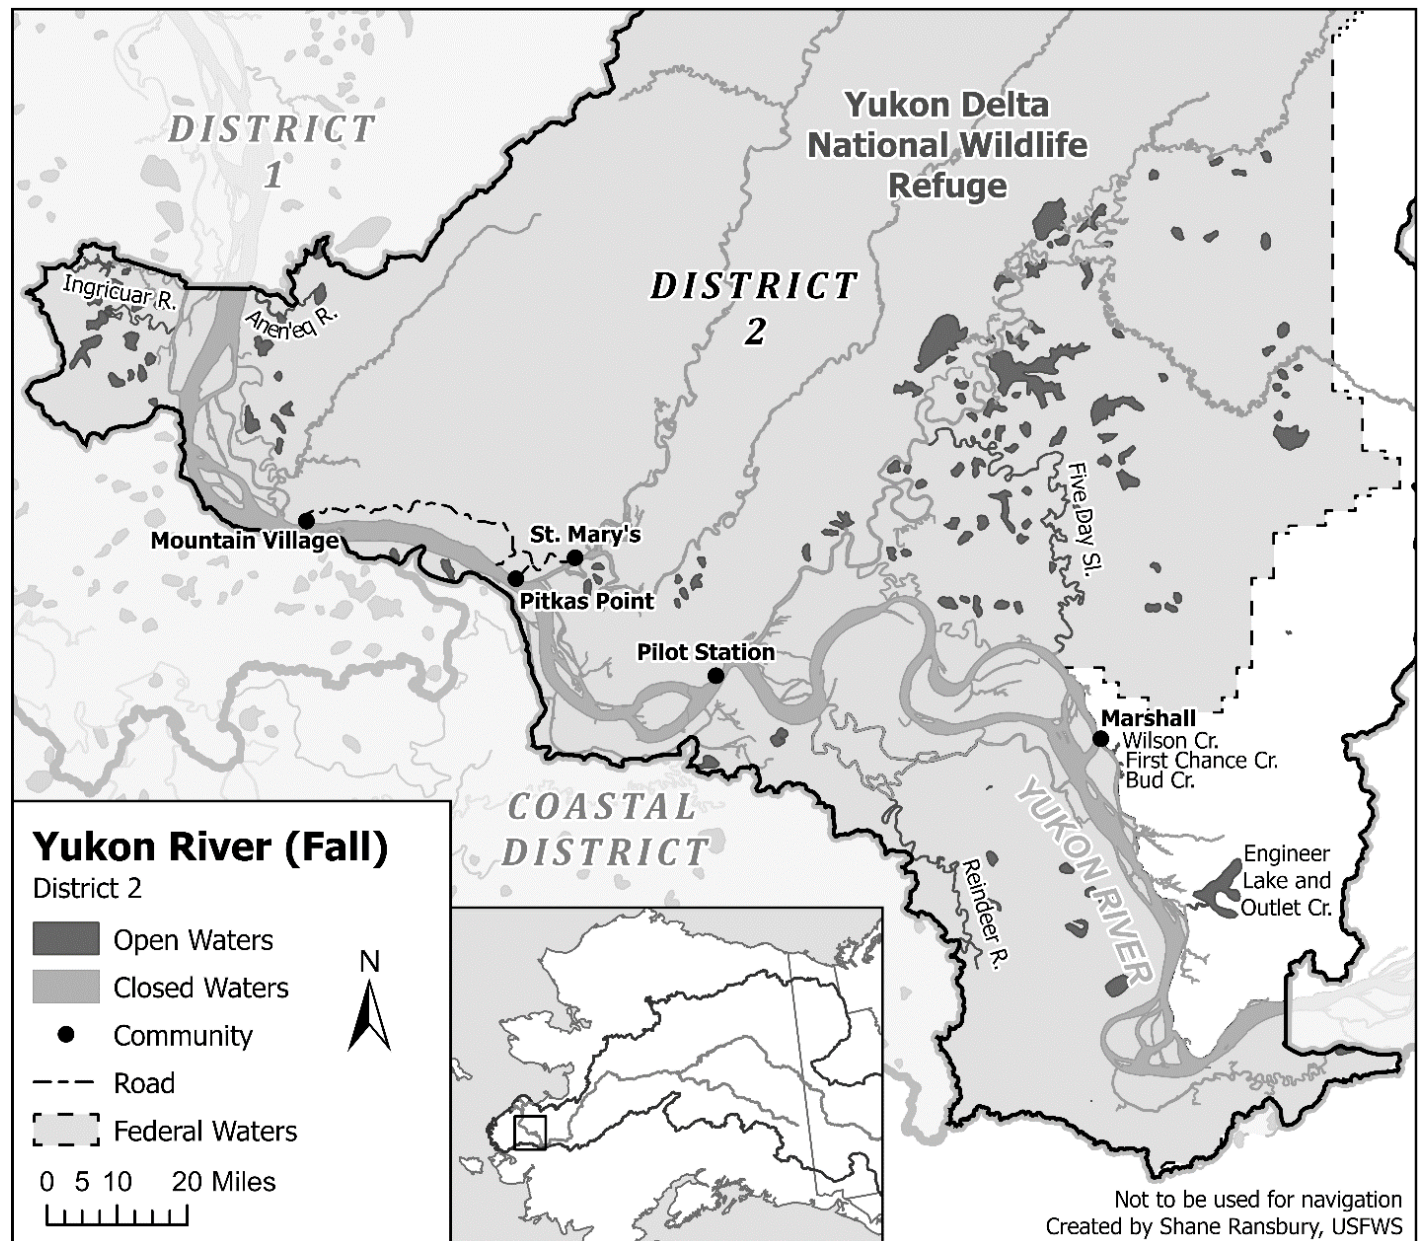 DISTRICT
1
Yukon Delta
National Wildlife
Refuge
Ingricuar R.
Anen'eq R.
DISTRICT
2
Five Day Sl.
Mountain Village
St. Mary's
Pitkas Point
Pilot Station
Marshall
Wilson Cr.
First Chance Cr.
Bud Cr.
YUKON RIVER
COASTAL
DISTRICT
Engineer
Lake and
Outlet Cr.
Reindeer R.
Yukon River (Fall)
District 2
Open Waters
Closed Waters
Community
Road
Federal Waters
N
0 5 10 20 Miles
Not to be used for navigation
Created by Shane Ransbury, USFWS